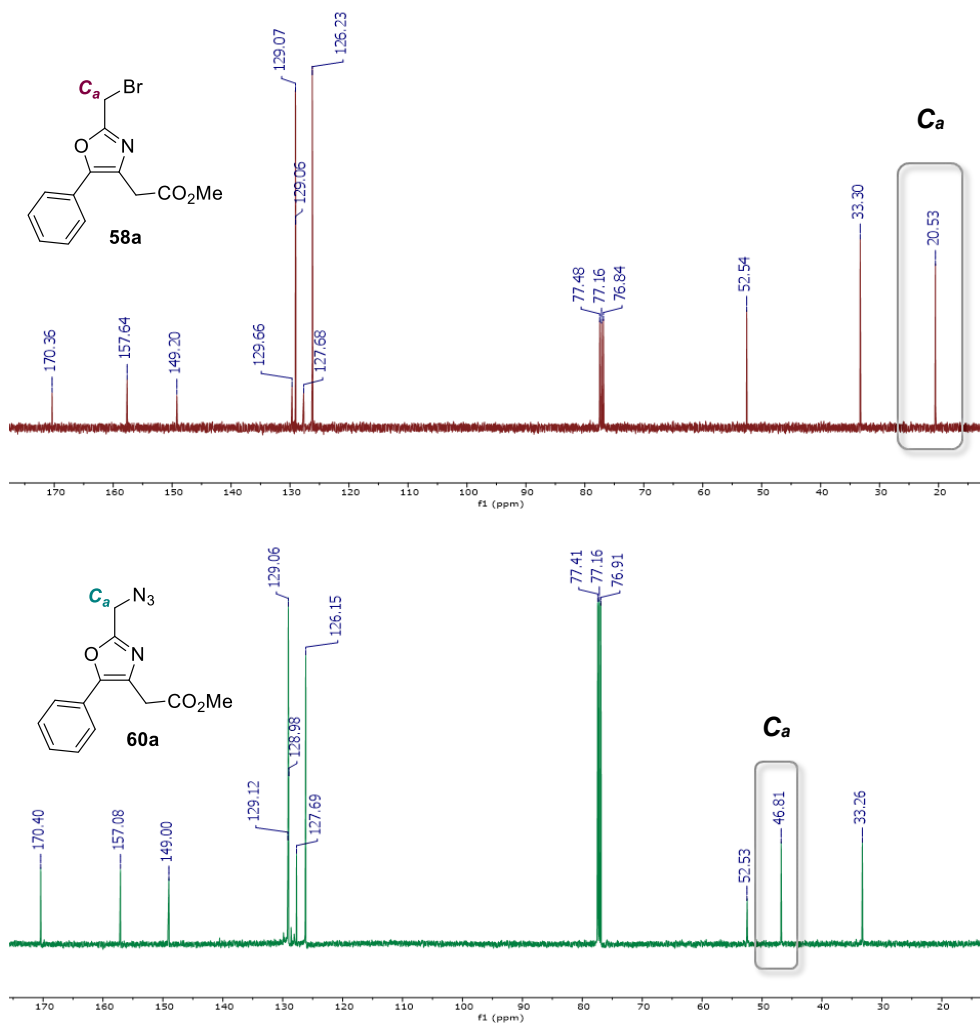 129.07
126.23
C_a Br
O N
CO₂Me
58a
C_a
129.06
33.30
20.53
77.48
77.16
76.84
52.54
170.36
157.64
149.20
129.66
127.68
170 160 150 140 130 120 110 100 90 80 70 60 50 40 30 20
f1 (ppm)
129.06
77.41
77.16
76.91
C_a N₃
126.15
O N
CO₂Me
60a
128.98
C_a
129.12
127.69
170.40
157.08
149.00
52.53
46.81
33.26
170 160 150 140 130 120 110 100 90 80 70 60 50 40 30 20
f1 (ppm)